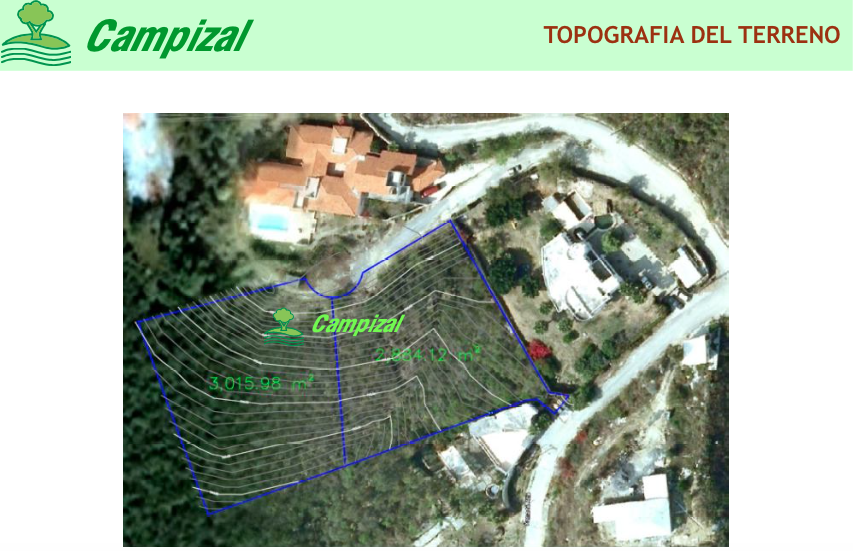 Campizal
TOPOGRAFIA DEL TERRENO
Campizal
2,984.12 m²
3,015.98 m²